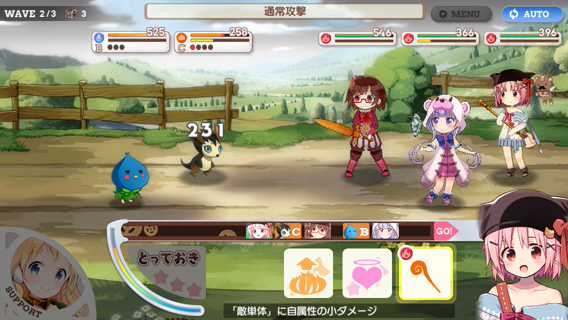 WAVE 2/3 3
通常攻撃
MENU
AUTO
525
B
258
C
546
366
396
231
C
B
GO!
とっておき
SUPPORT
「敵単体」に自属性の小ダメージ